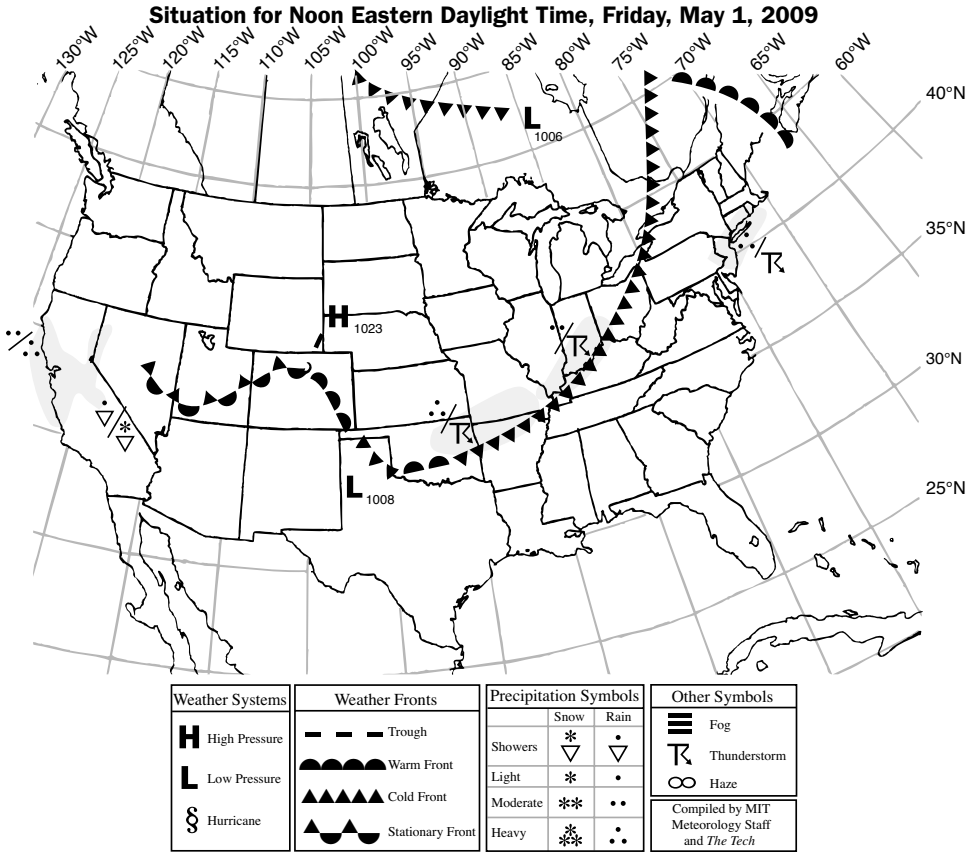 Situation for Noon Eastern Daylight Time, Friday, May 1, 2009
130°W
125°W
120°W
115°W
110°W
105°W
100°W
95°W
90°W
85°W
80°W
75°W
70°W
65°W
60°W
40°N
35°N
30°N
25°N
L 1006
H 1023
L 1008
Weather Systems
H High Pressure
L Low Pressure
§ Hurricane
Weather Fronts
Trough
Warm Front
Cold Front
Stationary Front
Precipitation Symbols
Snow Rain
Showers
Light
Moderate
Heavy
Other Symbols
Fog
Thunderstorm
Haze
Compiled by MIT
Meteorology Staff
and The Tech